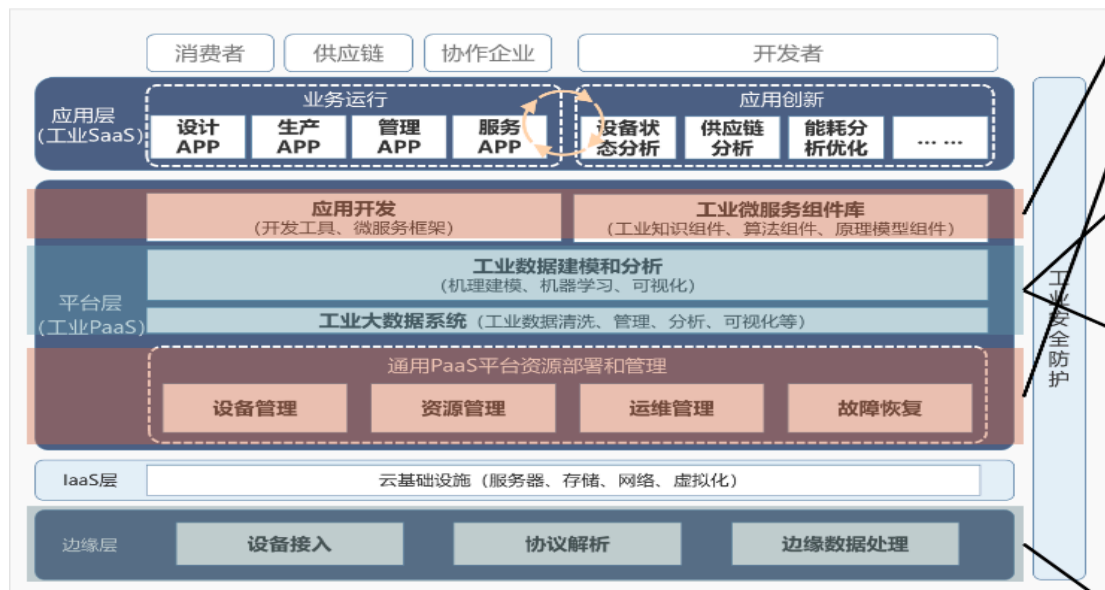 消费者 供应链 协作企业 开发者
应用层
(工业SaaS)
业务运行 应用创新
设计
APP
生产
APP
管理
APP
服务
APP
设备状
态分析
供应链
分析
能耗分
析优化
... ...
平台层
(工业PaaS)
应用开发
(开发工具、微服务框架)
工业微服务组件库
(工业知识组件、算法组件、原理模型组件)
工业数据建模和分析
(机理建模、机器学习、可视化)
工业大数据系统 (工业数据清洗、管理、分析、可视化等)
通用PaaS平台资源部署和管理
设备管理 资源管理 运维管理 故障恢复
IaaS层
云基础设施 (服务器、存储、网络、虚拟化)
边缘层
设备接入 协议解析 边缘数据处理
工业安全防护